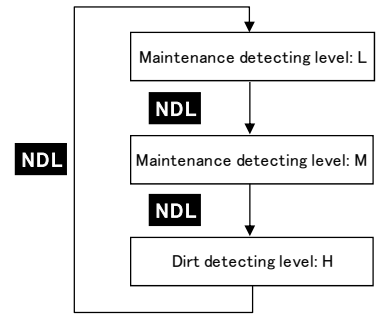 Maintenance detecting level: L
NDL
Maintenance detecting level: M
NDL
NDL
Dirt detecting level: H